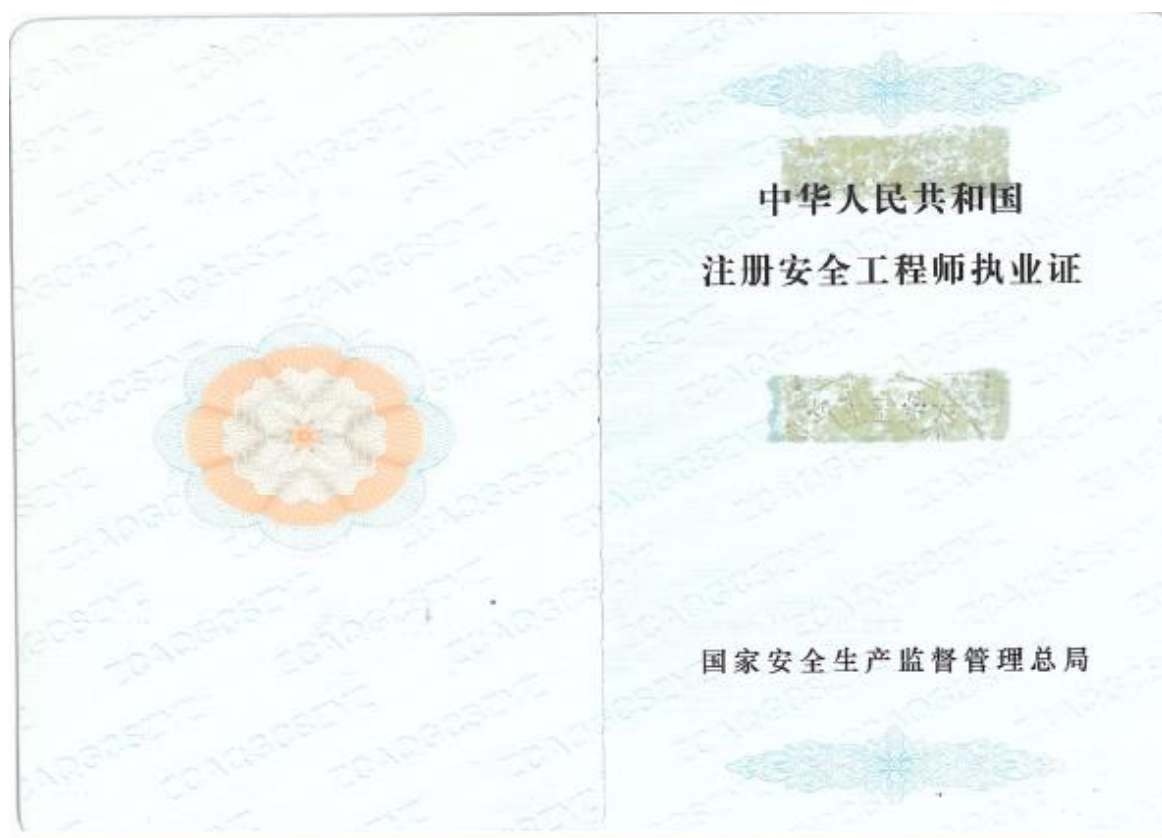 中华人民共和国
注册安全工程师执业证
国家安全生产监督管理总局